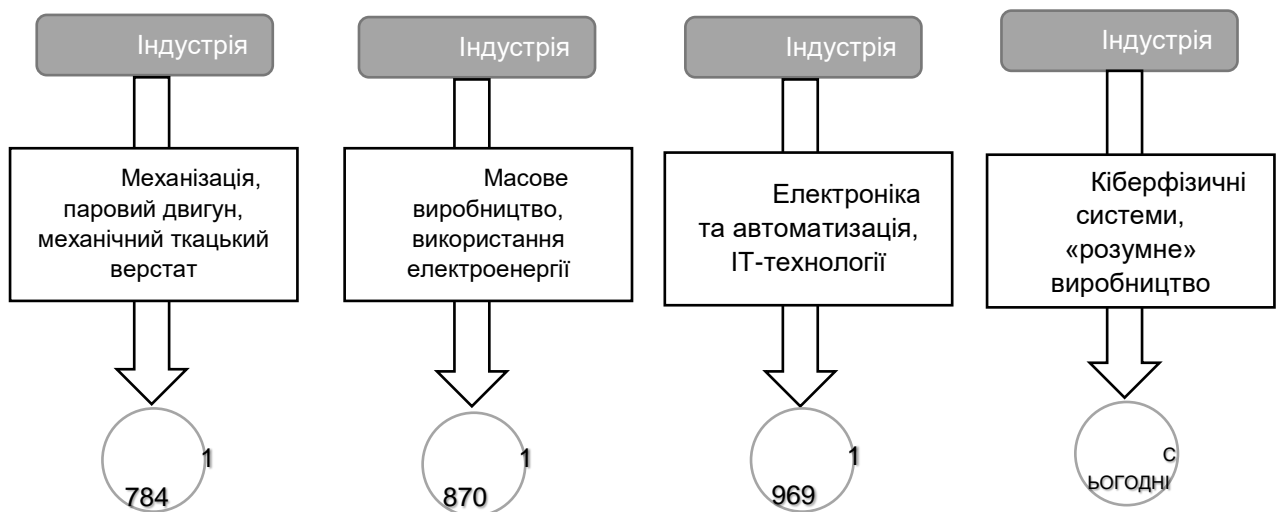 Індустрія
Індустрія
Індустрія
Індустрія
Механізація,
паровий двигун,
механічний ткацький
верстат
Масове
виробництво,
використання
електроенергії
Електроніка
та автоматизація,
ІТ-технології
Кіберфізичні
системи,
«розумне»
виробництво
1
784
1
870
1
969
с
ьогодні